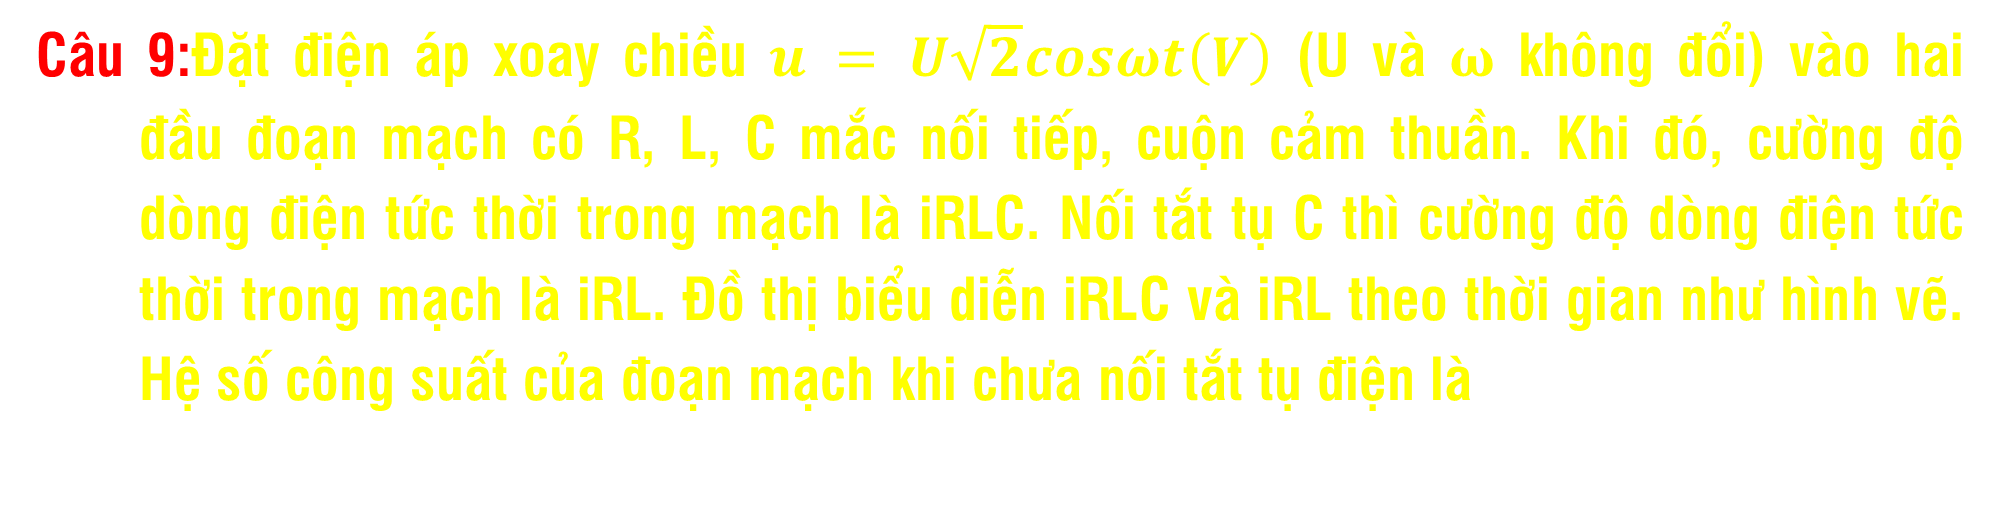 Câu 9:Đặt điện áp xoay chiều u = U√2cosωt(V) (U và ω không đổi) vào hai
đầu đoạn mạch có R, L, C mắc nối tiếp, cuộn cảm thuần. Khi đó, cường độ
dòng điện tức thời trong mạch là iRLC. Nối tắt tụ C thì cường độ dòng điện tức
thời trong mạch là iRL. Đồ thị biểu diễn iRLC và iRL theo thời gian như hình vẽ.
Hệ số công suất của đoạn mạch khi chưa nối tắt tụ điện là